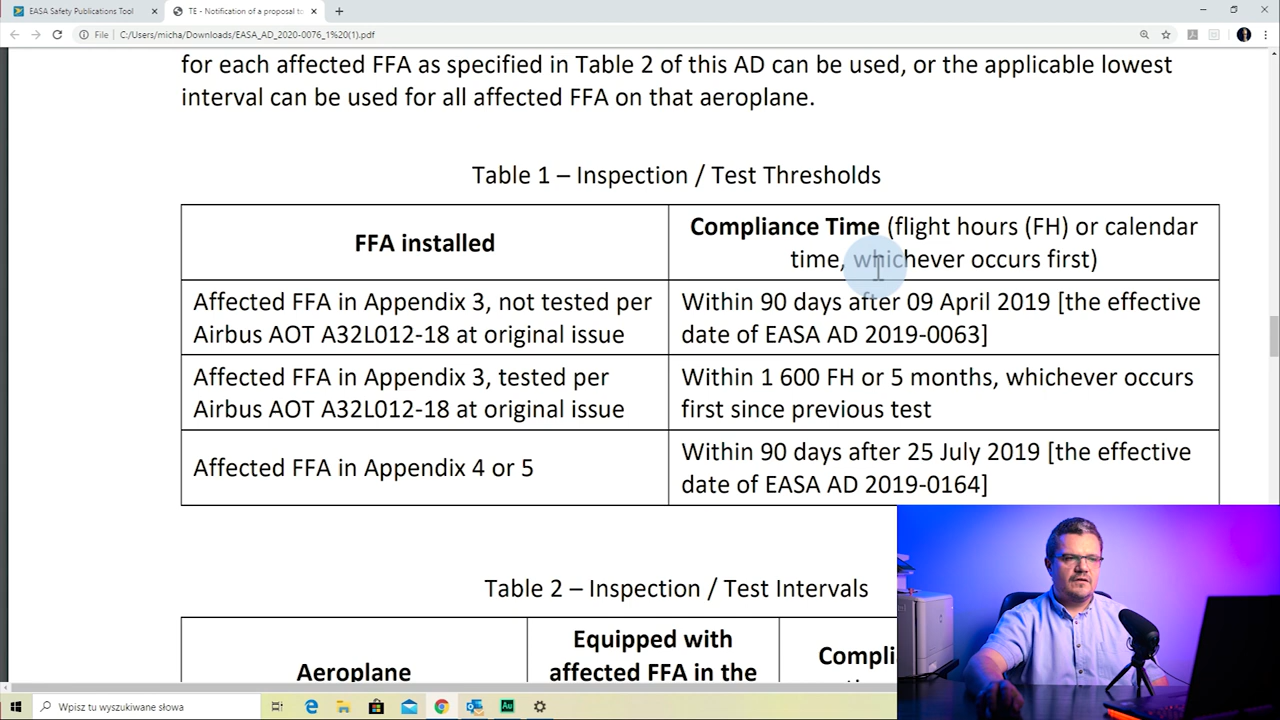 EASA Safety Publications Tool
TE - Notification of a proposal to
File
C:/Users/micha/Downloads/EASA_AD_2020-0076_1%20(1).pdf
for each affected FFA as specified in Table 2 of this AD can be used, or the applicable lowest
interval can be used for all affected FFA on that aeroplane.
Table 1 – Inspection / Test Thresholds
FFA installed
Compliance Time (flight hours (FH) or calendar
time, whichever occurs first)
Affected FFA in Appendix 3, not tested per
Airbus AOT A32L012-18 at original issue
Within 90 days after 09 April 2019 [the effective
date of EASA AD 2019-0063]
Affected FFA in Appendix 3, tested per
Airbus AOT A32L012-18 at original issue
Within 1 600 FH or 5 months, whichever occurs
first since previous test
Affected FFA in Appendix 4 or 5
Within 90 days after 25 July 2019 [the effective
date of EASA AD 2019-0164]
Table 2 – Inspection / Test Intervals
Aeroplane
Equipped with
affected FFA in the
Compli
Wpisz tu wyszukiwane słowa
Au